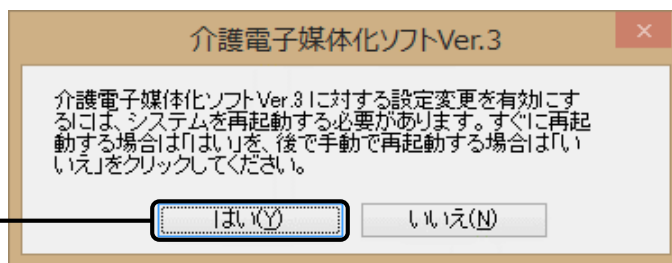 介護電子媒体化ソフトVer.3
×
介護電子媒体化ソフトVer.3 に対する設定変更を有効にす
るには、システムを再起動する必要があります。すぐに再起
動する場合は「はい」を、後で手動で再起動する場合は「い
いえ」をクリックしてください。
はい(Y) いいえ(N)